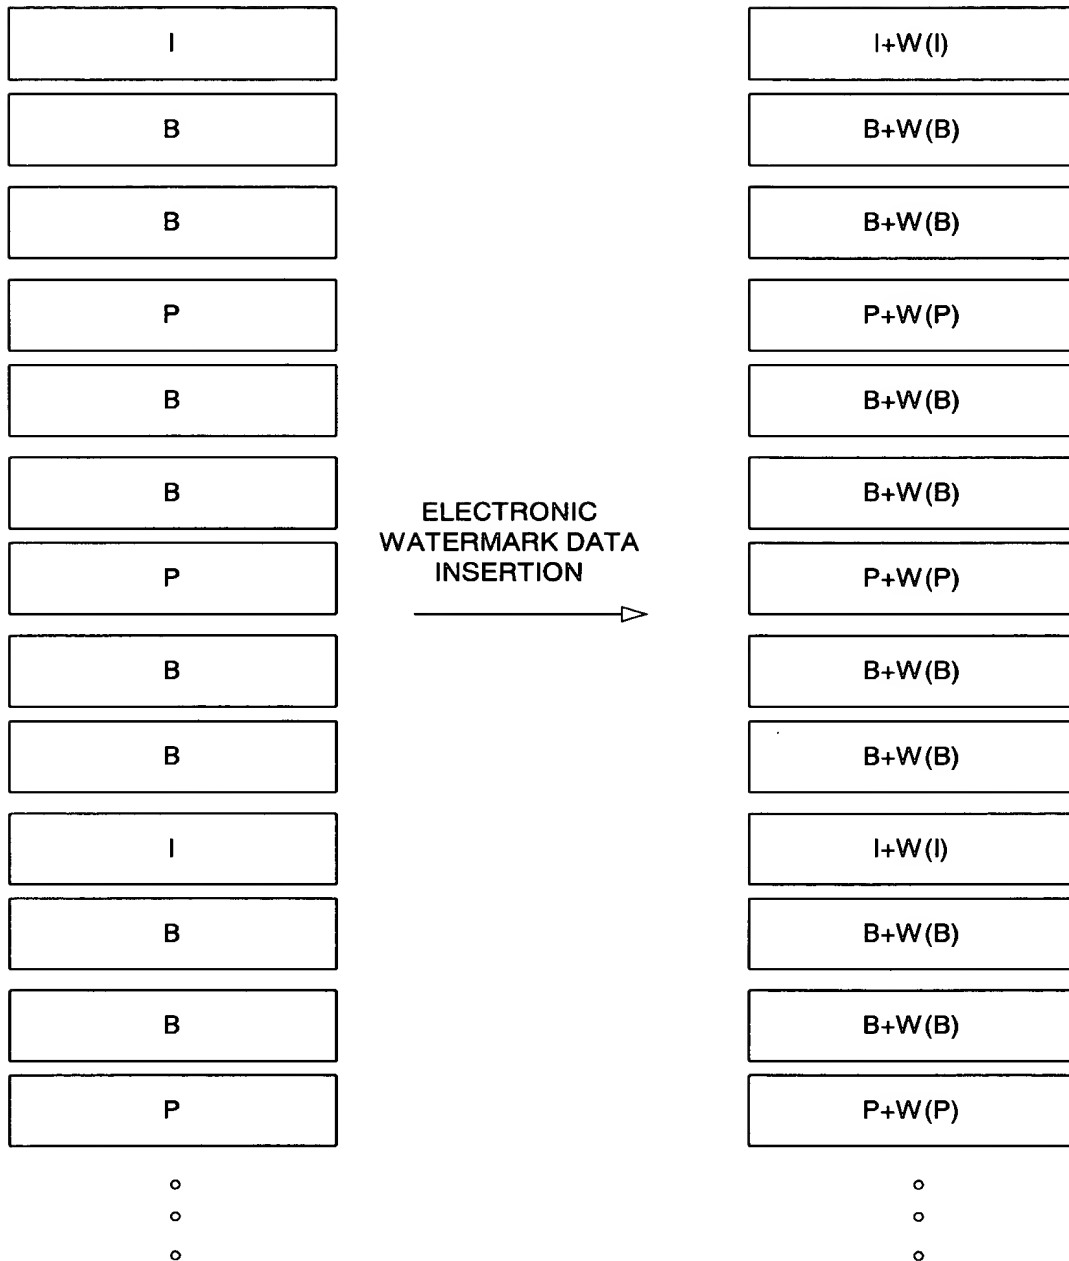 I
B
B
P
B
B
P
B
B
I
B
B
P
ELECTRONIC
WATERMARK DATA
INSERTION
I+W(I)
B+W(B)
B+W(B)
P+W(P)
B+W(B)
B+W(B)
P+W(P)
B+W(B)
B+W(B)
I+W(I)
B+W(B)
B+W(B)
P+W(P)